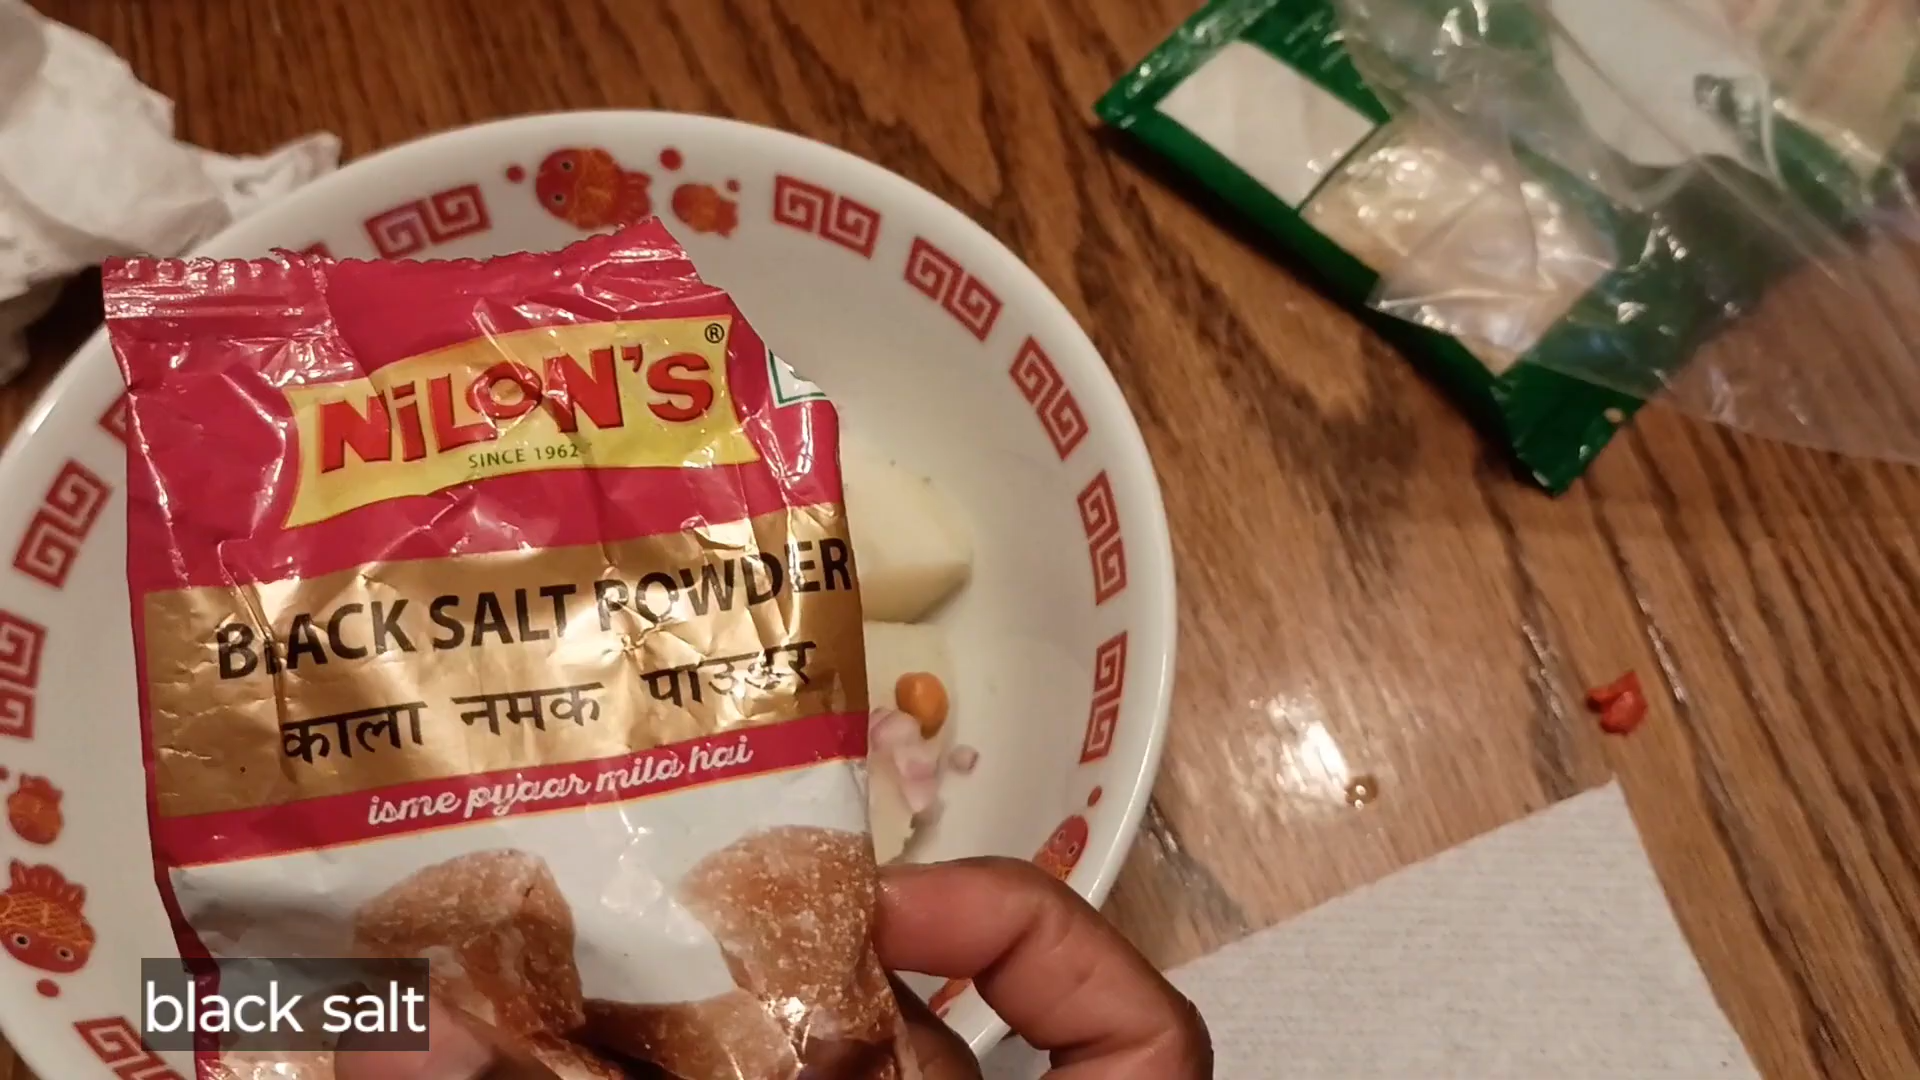 NiLON'S®
SINCE 1962
BLACK SALT POWDER
काला नमक पाउडर
isme pyaar mila hai
black salt